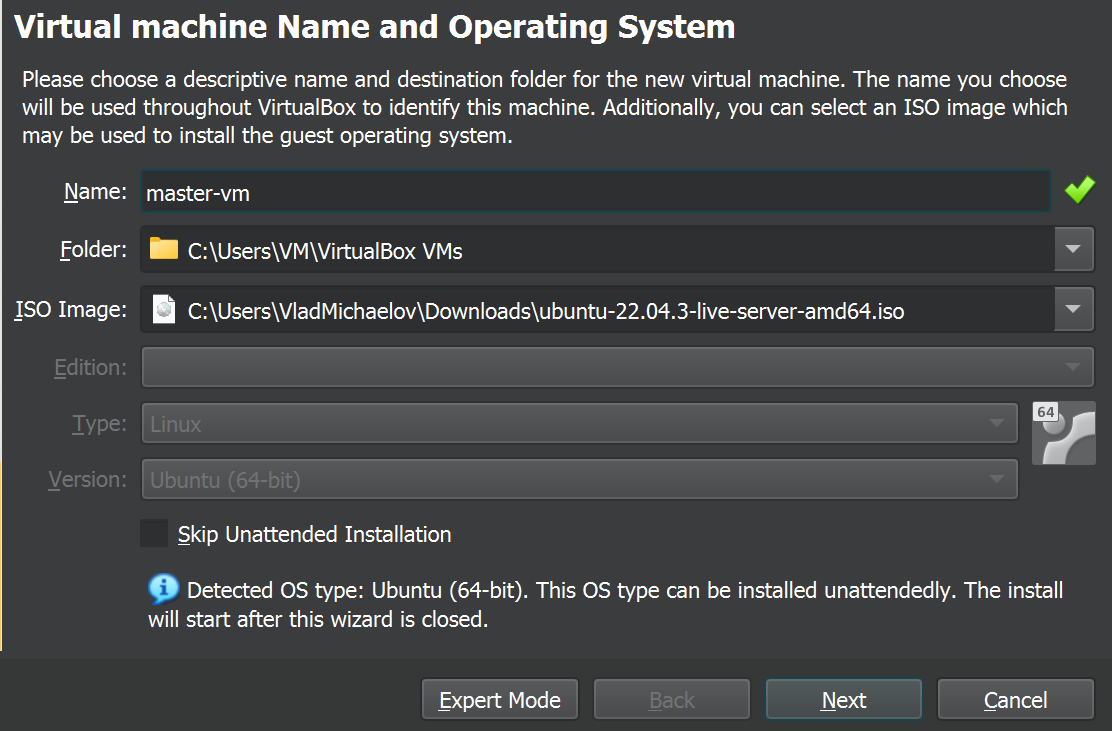 Virtual machine Name and Operating System
Please choose a descriptive name and destination folder for the new virtual machine. The name you choose
will be used throughout VirtualBox to identify this machine. Additionally, you can select an ISO image which
may be used to install the guest operating system.
Name: master-vm
Folder: C:\Users\VM\VirtualBox VMs
ISO Image: C:\Users\VladMichaelov\Downloads\ubuntu-22.04.3-live-server-amd64.iso
Edition:
Type: Linux 64
Version: Ubuntu (64-bit)
Skip Unattended Installation
Detected OS type: Ubuntu (64-bit). This OS type can be installed unattendedly. The install
will start after this wizard is closed.
Expert Mode Back Next Cancel